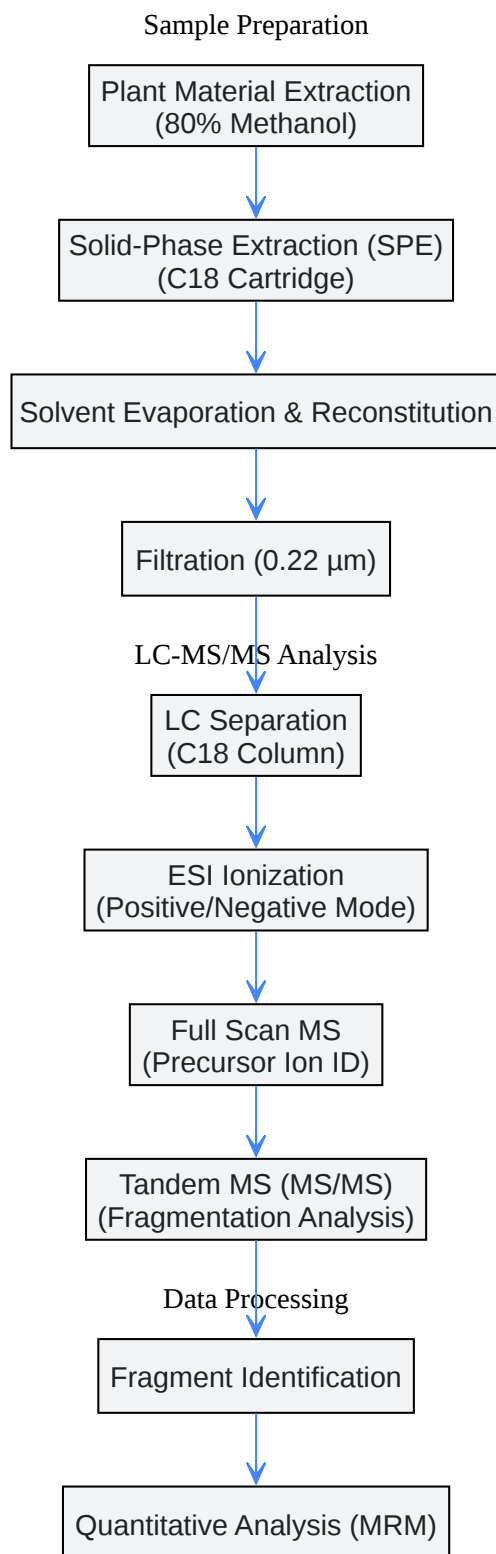 Sample Preparation
Plant Material Extraction
(80% Methanol)
Solid-Phase Extraction (SPE)
(C18 Cartridge)
Solvent Evaporation & Reconstitution
Filtration (0.22 µm)
LC-MS/MS Analysis
LC Separation
(C18 Column)
ESI Ionization
(Positive/Negative Mode)
Full Scan MS
(Precursor Ion ID)
Tandem MS (MS/MS)
(Fragmentation Analysis)
Data Processing
Fragment Identification
Quantitative Analysis (MRM)